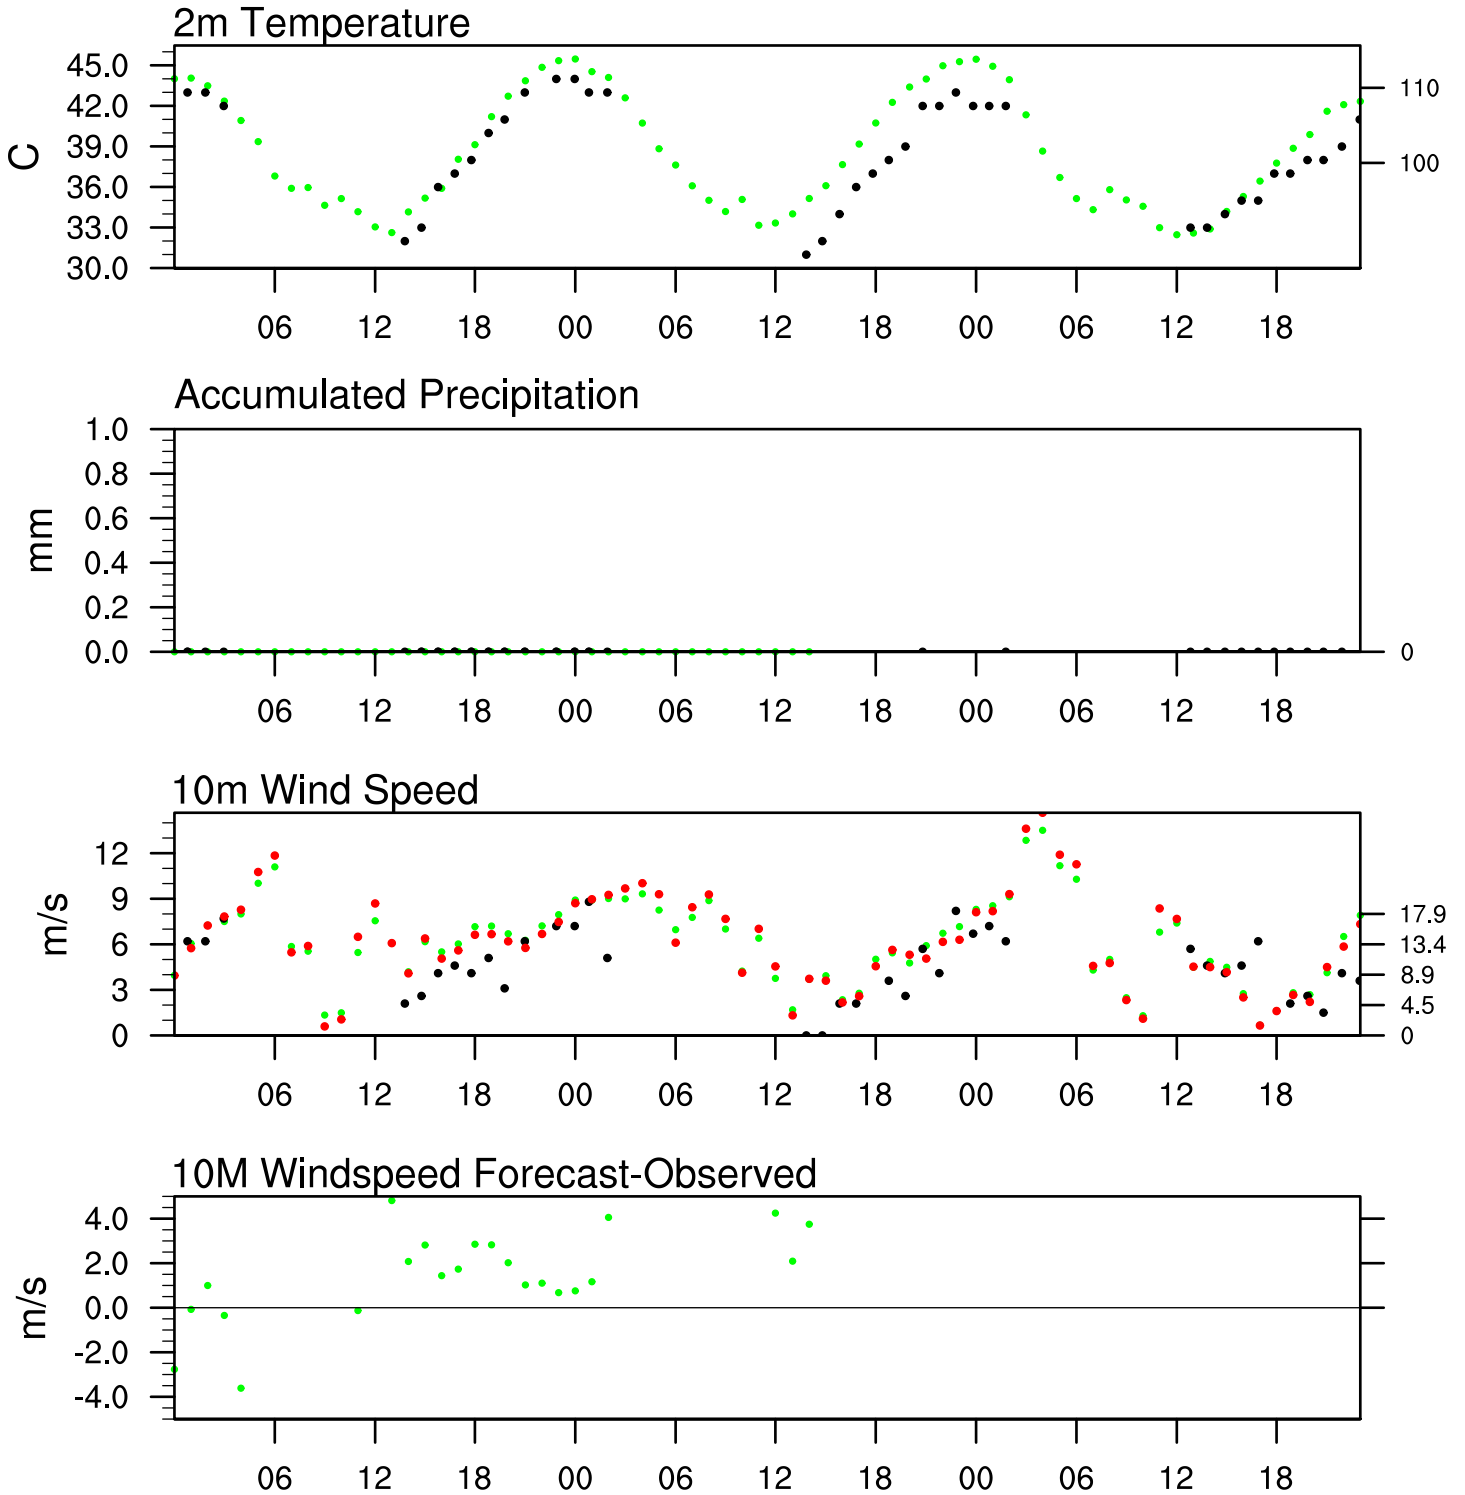 2m Temperature
45.0
42.0
39.0
36.0
33.0
30.0
C
110
100
06 12 18 00 06 12 18 00 06 12 18
Accumulated Precipitation
1.0
0.8
0.6
0.4
0.2
0.0
mm
0
06 12 18 00 06 12 18 00 06 12 18
10m Wind Speed
12
9
6
3
0
m/s
17.9
13.4
8.9
4.5
0
06 12 18 00 06 12 18 00 06 12 18
10M Windspeed Forecast-Observed
4.0
2.0
0.0
-2.0
-4.0
m/s
06 12 18 00 06 12 18 00 06 12 18